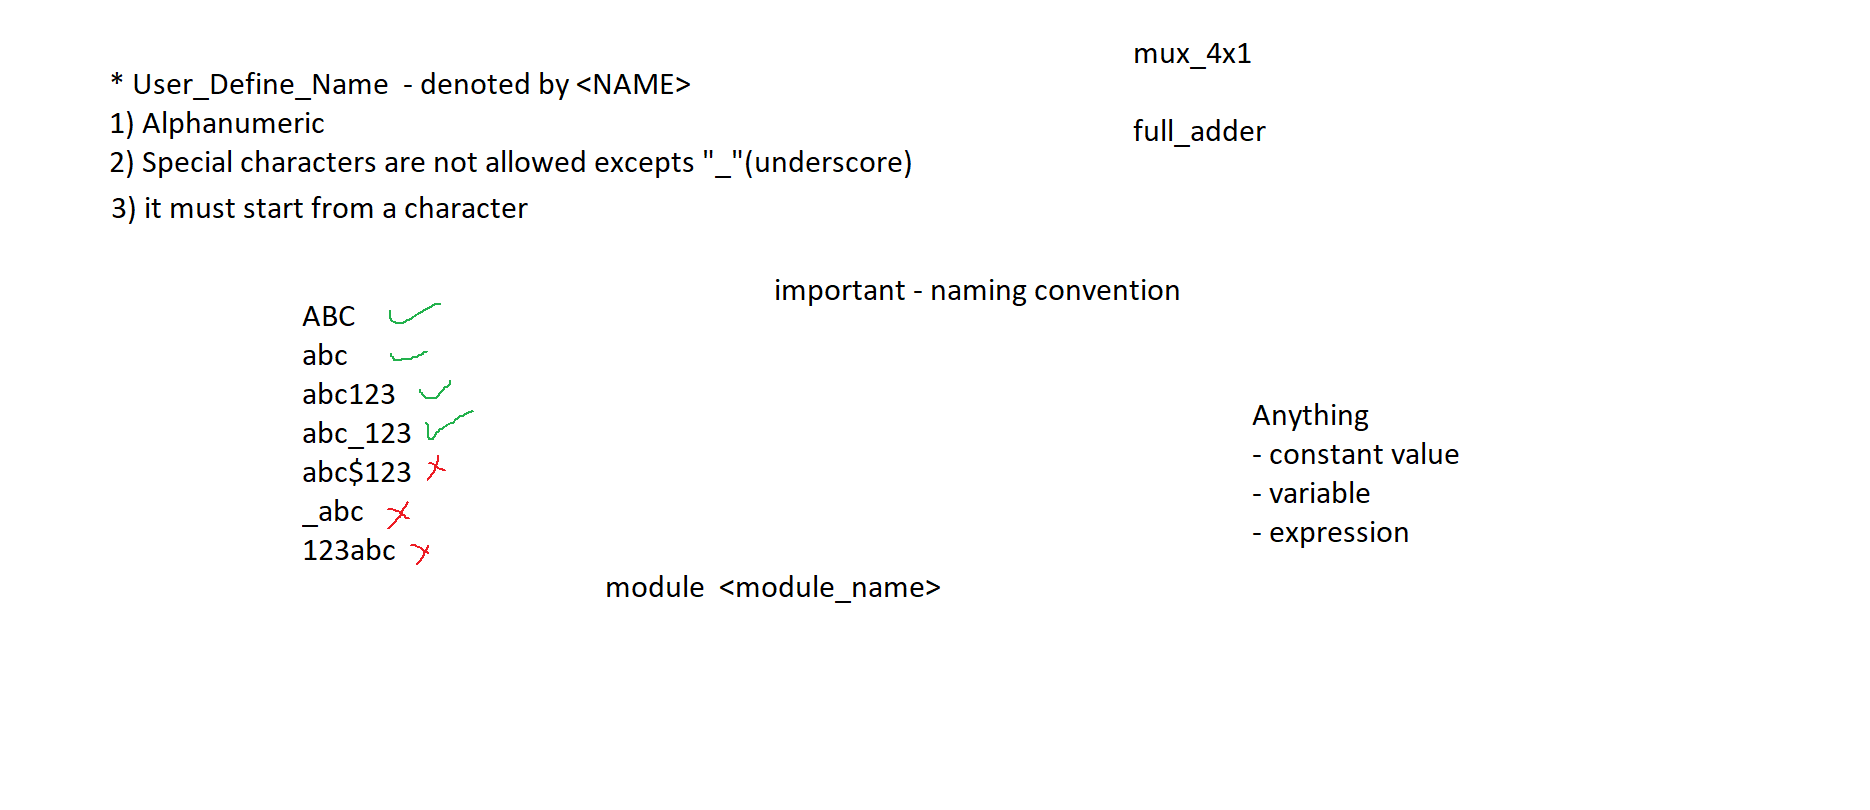 * User_Define_Name  - denoted by <NAME>
1) Alphanumeric
2) Special characters are not allowed excepts "_"(underscore)
3) it must start from a character
mux_4x1
full_adder
important - naming convention
ABC
abc
abc123
abc_123
abc$123
_abc
123abc
Anything
- constant value
- variable
- expression
module  <module_name>